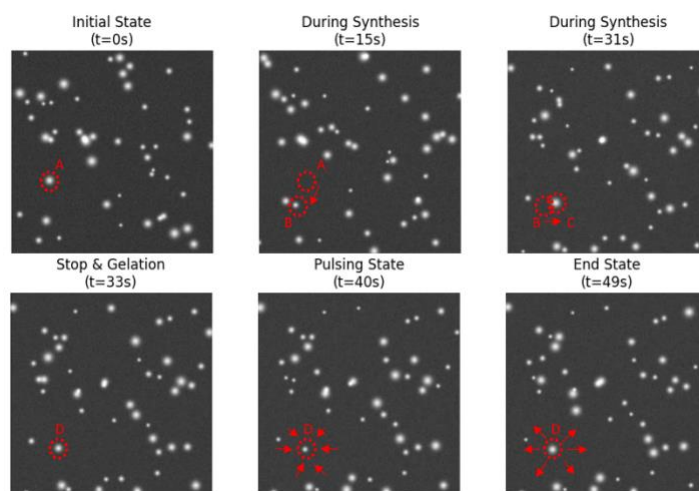 Initial State
(t=0s)
During Synthesis
(t=15s)
During Synthesis
(t=31s)
A
A
B
B
C
Stop & Gelation
(t=33s)
Pulsing State
(t=40s)
End State
(t=49s)
D
D
D